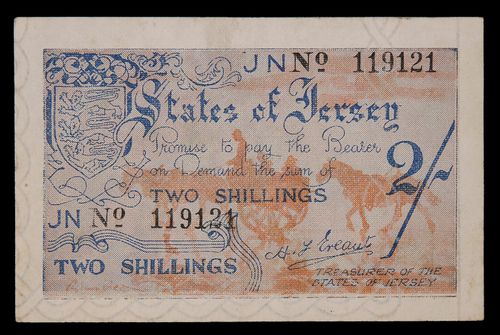 JN Nº 119121
States of Jersey
Promise to pay the Bearer
on Demand the sum of
TWO SHILLINGS
2/-
JN Nº 119121
TWO SHILLINGS
TREASURER OF THE
STATES OF JERSEY